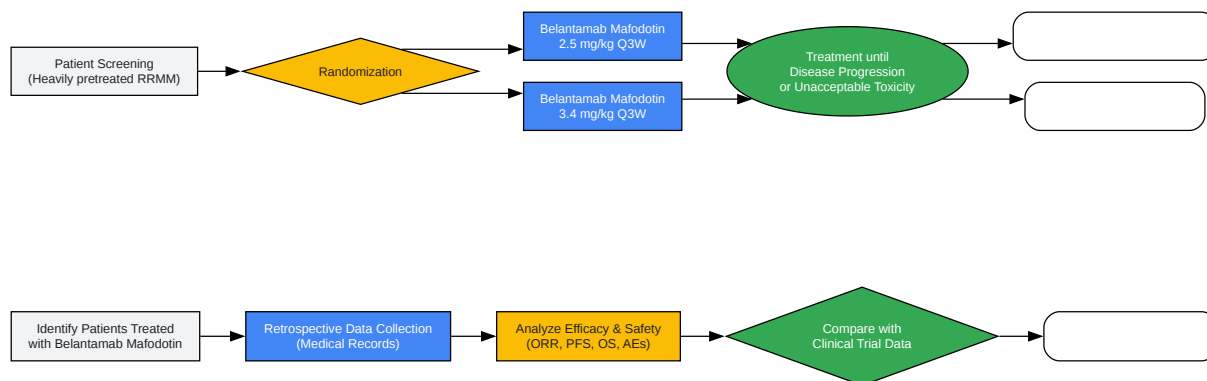 Patient Screening
(Heavily pretreated RRMM)
Randomization
Belantamab Mafodotin
2.5 mg/kg Q3W
Belantamab Mafodotin
3.4 mg/kg Q3W
Treatment until
Disease Progression
or Unacceptable Toxicity
Identify Patients Treated
with Belantamab Mafodotin
Retrospective Data Collection
(Medical Records)
Analyze Efficacy & Safety
(ORR, PFS, OS, AEs)
Compare with
Clinical Trial Data